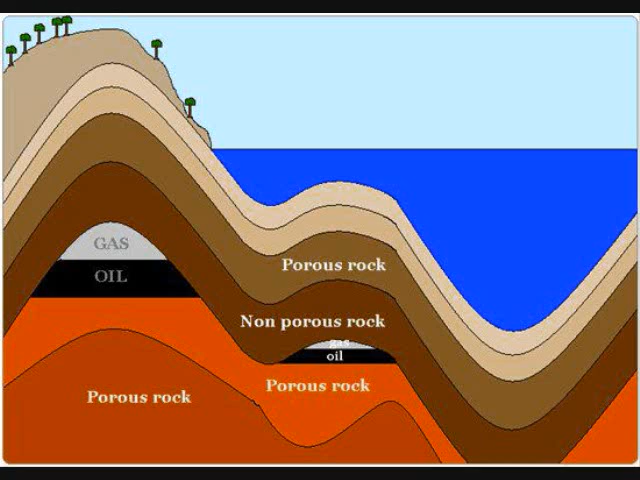 GAS
OIL
Porous rock
Non porous rock
gas
oil
Porous rock
Porous rock